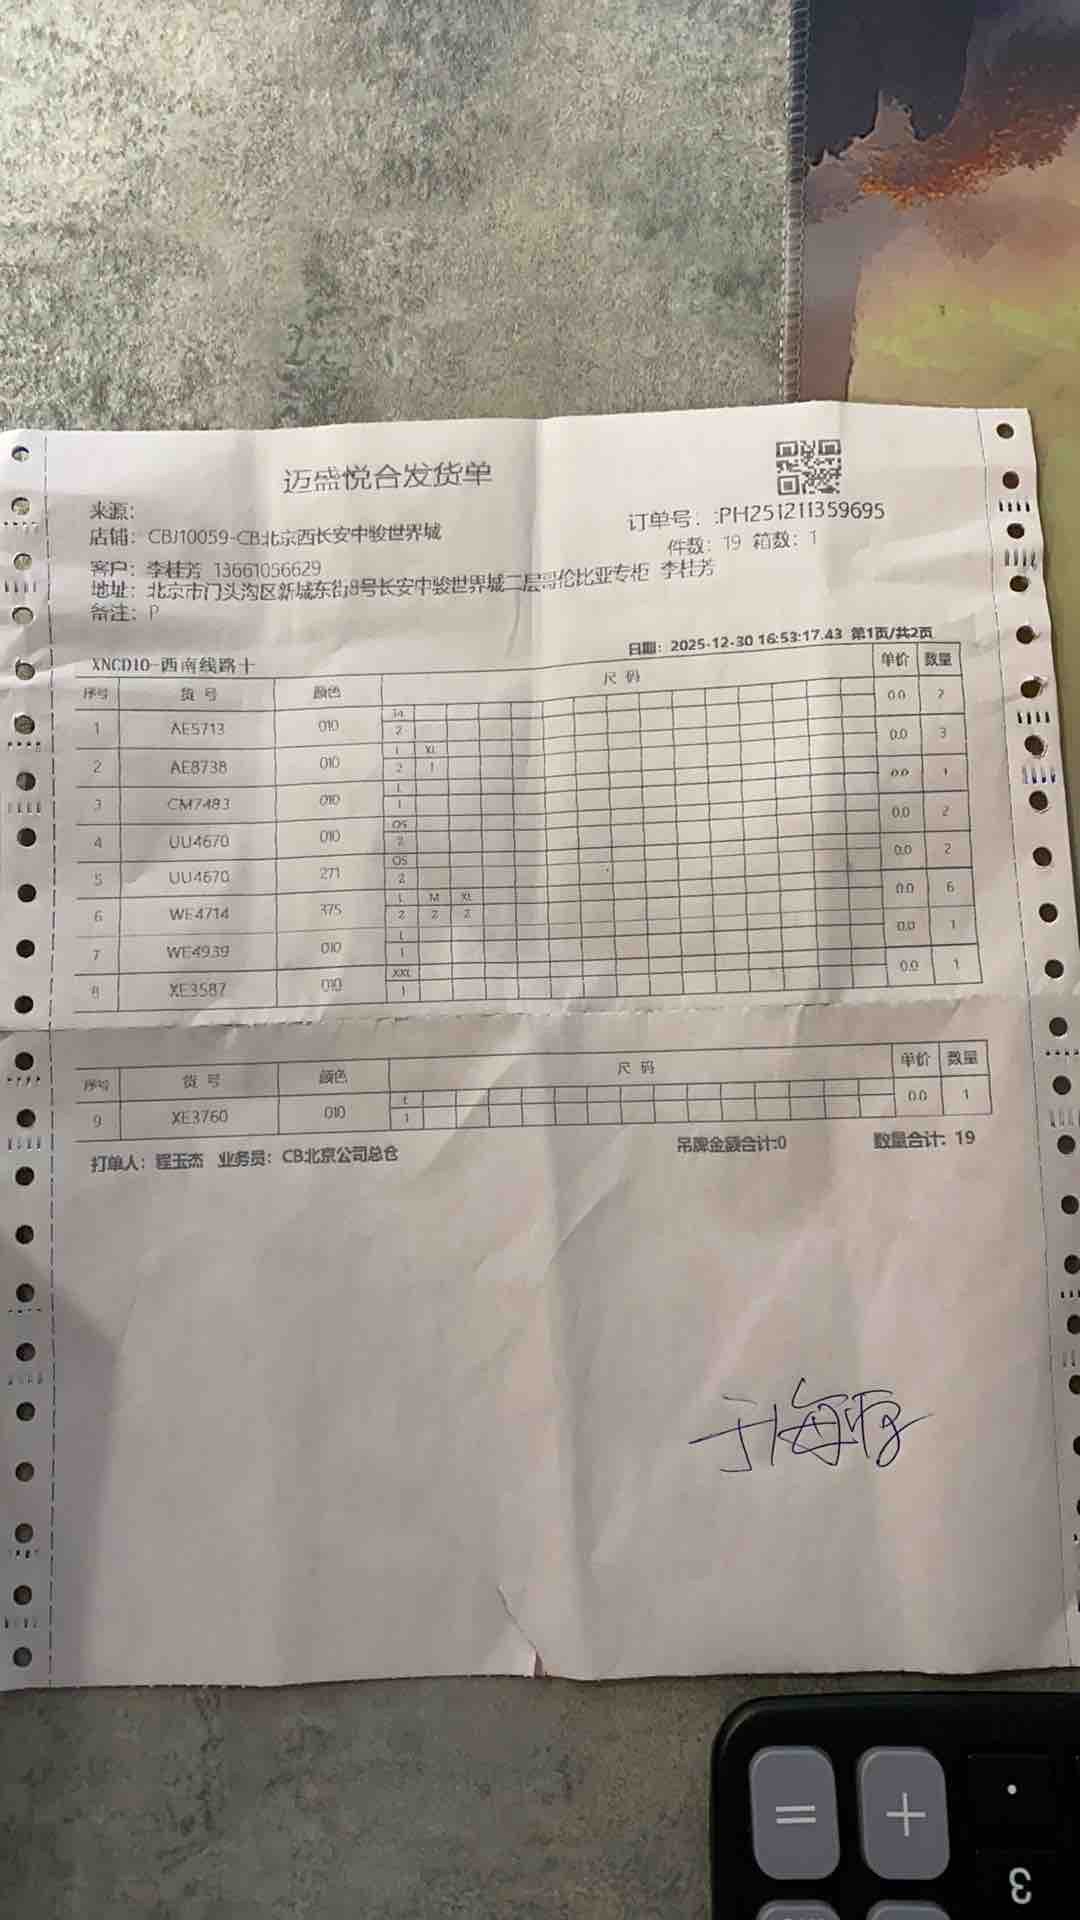 迈盛悦合发货单
来源：
店铺：CBJ10059-CB北京西长安中骏世界城
订单号：:PH251211359695
件数：19 箱数：1
客户：李桂芳 13661056629
地址：北京市门头沟区新城东街8号长安中骏世界城二层哥伦比亚专柜 李桂芳
备注：P
日期：2025-12-30 16:53:17.43 第1页/共2页
XNCD10-西南线路十
序号 货号 颜色 尺码 单价 数量
1 AE5713 010 2 0.0 2
2 AE8738 010 L XL 2 1 0.0 3
3 CM7483 010 L 1 0.0 1
4 UU4670 010 OS 2 0.0 2
5 UU4670 271 OS 2 0.0 2
6 WE4714 375 L M XL 2 2 2 0.0 6
7 WE4939 010 L 1 0.0 1
8 XE3587 010 XXL 1 0.0 1
序号 货号 颜色 尺码 单价 数量
9 XE3760 010 L 1 0.0 1
打单人：程玉杰 业务员：CB北京公司总仓 吊牌金额合计:0 数量合计：19
于海
= + .
3